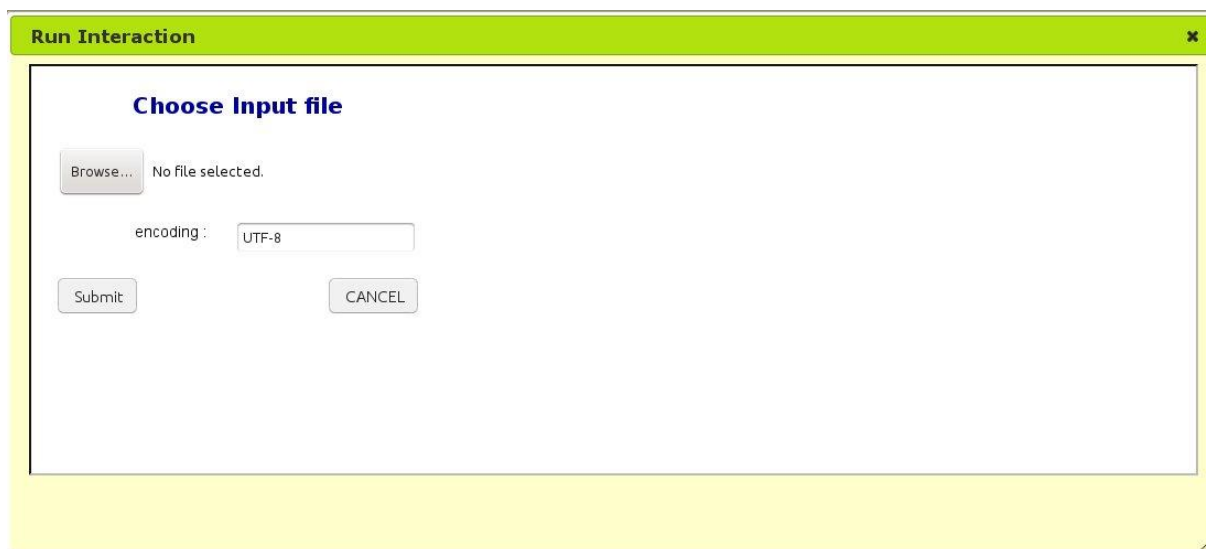 Run Interaction
Choose Input file
Browse... No file selected.
encoding : UTF-8
Submit CANCEL